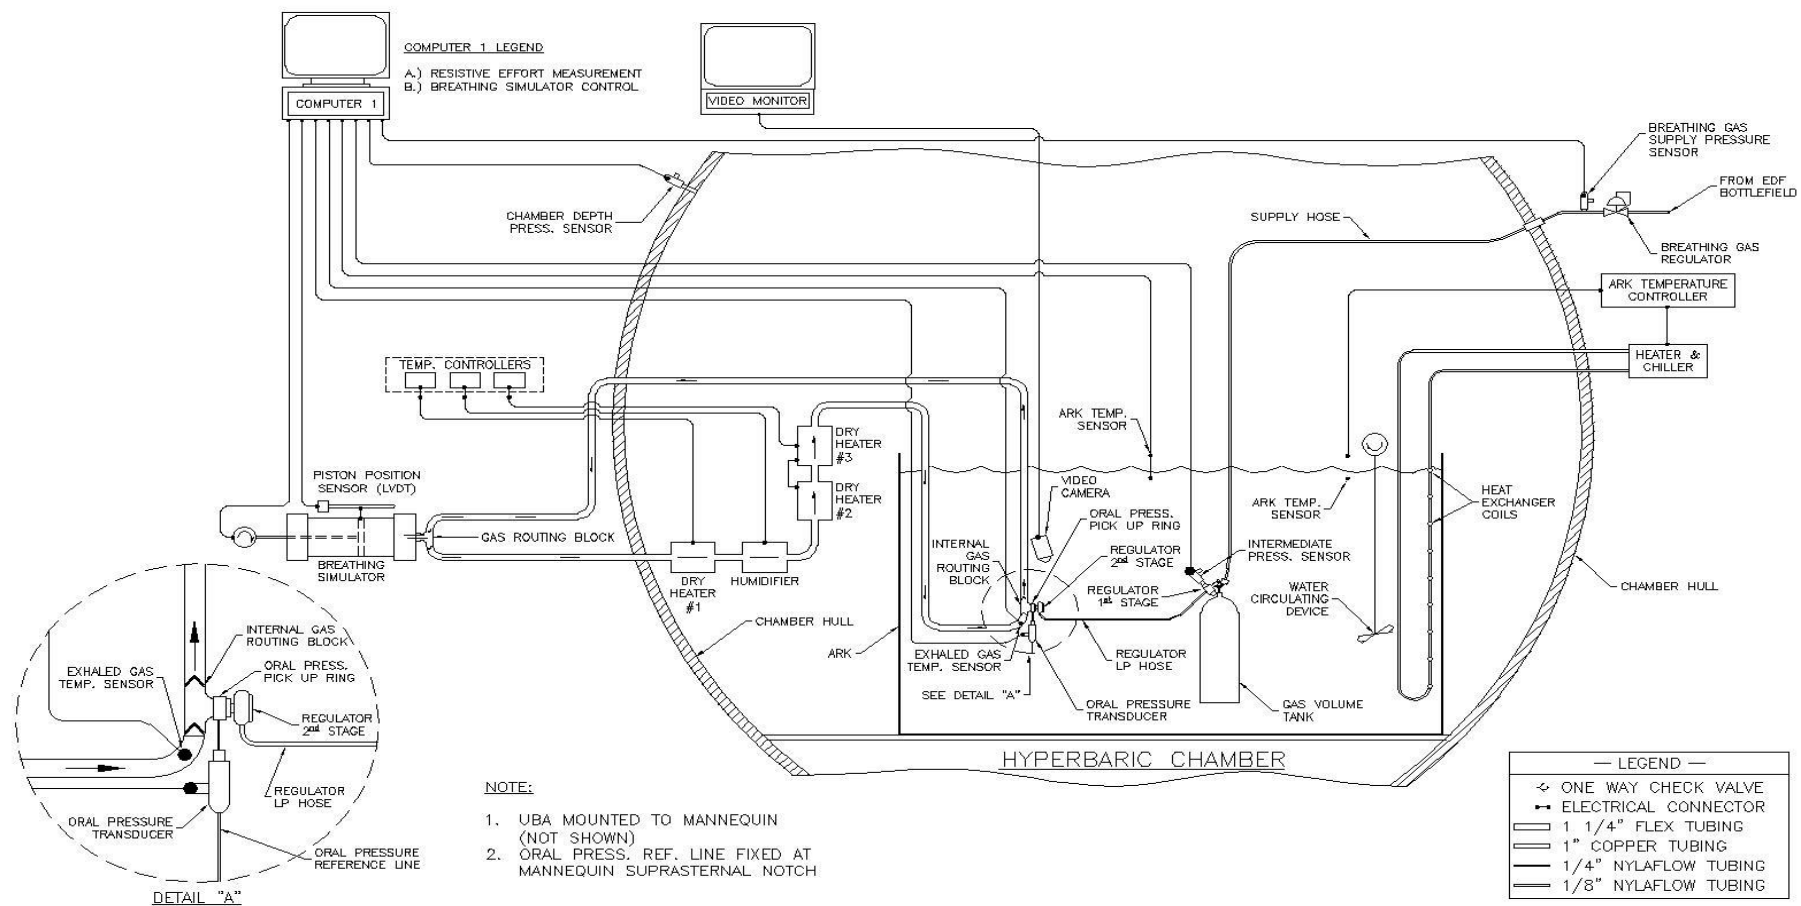 COMPUTER 1 LEGEND
A.) RESISTIVE EFFORT MEASUREMENT
B.) BREATHING SIMULATOR CONTROL
COMPUTER 1
VIDEO MONITOR
BREATHING GAS
SUPPLY PRESSURE
SENSOR
FROM EDF
BOTTLEFIELD
CHAMBER DEPTH
PRESS. SENSOR
SUPPLY HOSE
BREATHING GAS
REGULATOR
ARK TEMPERATURE
CONTROLLER
HEATER &
CHILLER
TEMP. CONTROLLERS
ARK TEMP.
SENSOR
DRY
HEATER
#3
DRY
HEATER
#2
PISTON POSITION
SENSOR (LVDT)
VIDEO
CAMERA
ARK TEMP.
SENSOR
HEAT
EXCHANGER
COILS
GAS ROUTING BLOCK
ORAL PRESS.
PICK UP RING
INTERNAL
GAS
ROUTING
BLOCK
REGULATOR
2nd STAGE
INTERMEDIATE
PRESS. SENSOR
BREATHING
SIMULATOR
DRY
HEATER
#1
HUMIDIFIER
REGULATOR
1st STAGE
WATER
CIRCULATING
DEVICE
CHAMBER HULL
CHAMBER HULL
ARK
EXHALED GAS
TEMP. SENSOR
REGULATOR
LP HOSE
SEE DETAIL "A"
ORAL PRESSURE
TRANSDUCER
GAS VOLUME
TANK
HYPERBARIC CHAMBER
INTERNAL GAS
ROUTING BLOCK
EXHALED GAS
TEMP. SENSOR
ORAL PRESS.
PICK UP RING
REGULATOR
2nd STAGE
REGULATOR
LP HOSE
ORAL PRESSURE
TRANSDUCER
ORAL PRESSURE
REFERENCE LINE
DETAIL "A"
NOTE:
1. UBA MOUNTED TO MANNEQUIN
(NOT SHOWN)
2. ORAL PRESS. REF. LINE FIXED AT
MANNEQUIN SUPRASTERNAL NOTCH
— LEGEND —
ONE WAY CHECK VALVE
ELECTRICAL CONNECTOR
1 1/4" FLEX TUBING
1" COPPER TUBING
1/4" NYLAFLOW TUBING
1/8" NYLAFLOW TUBING